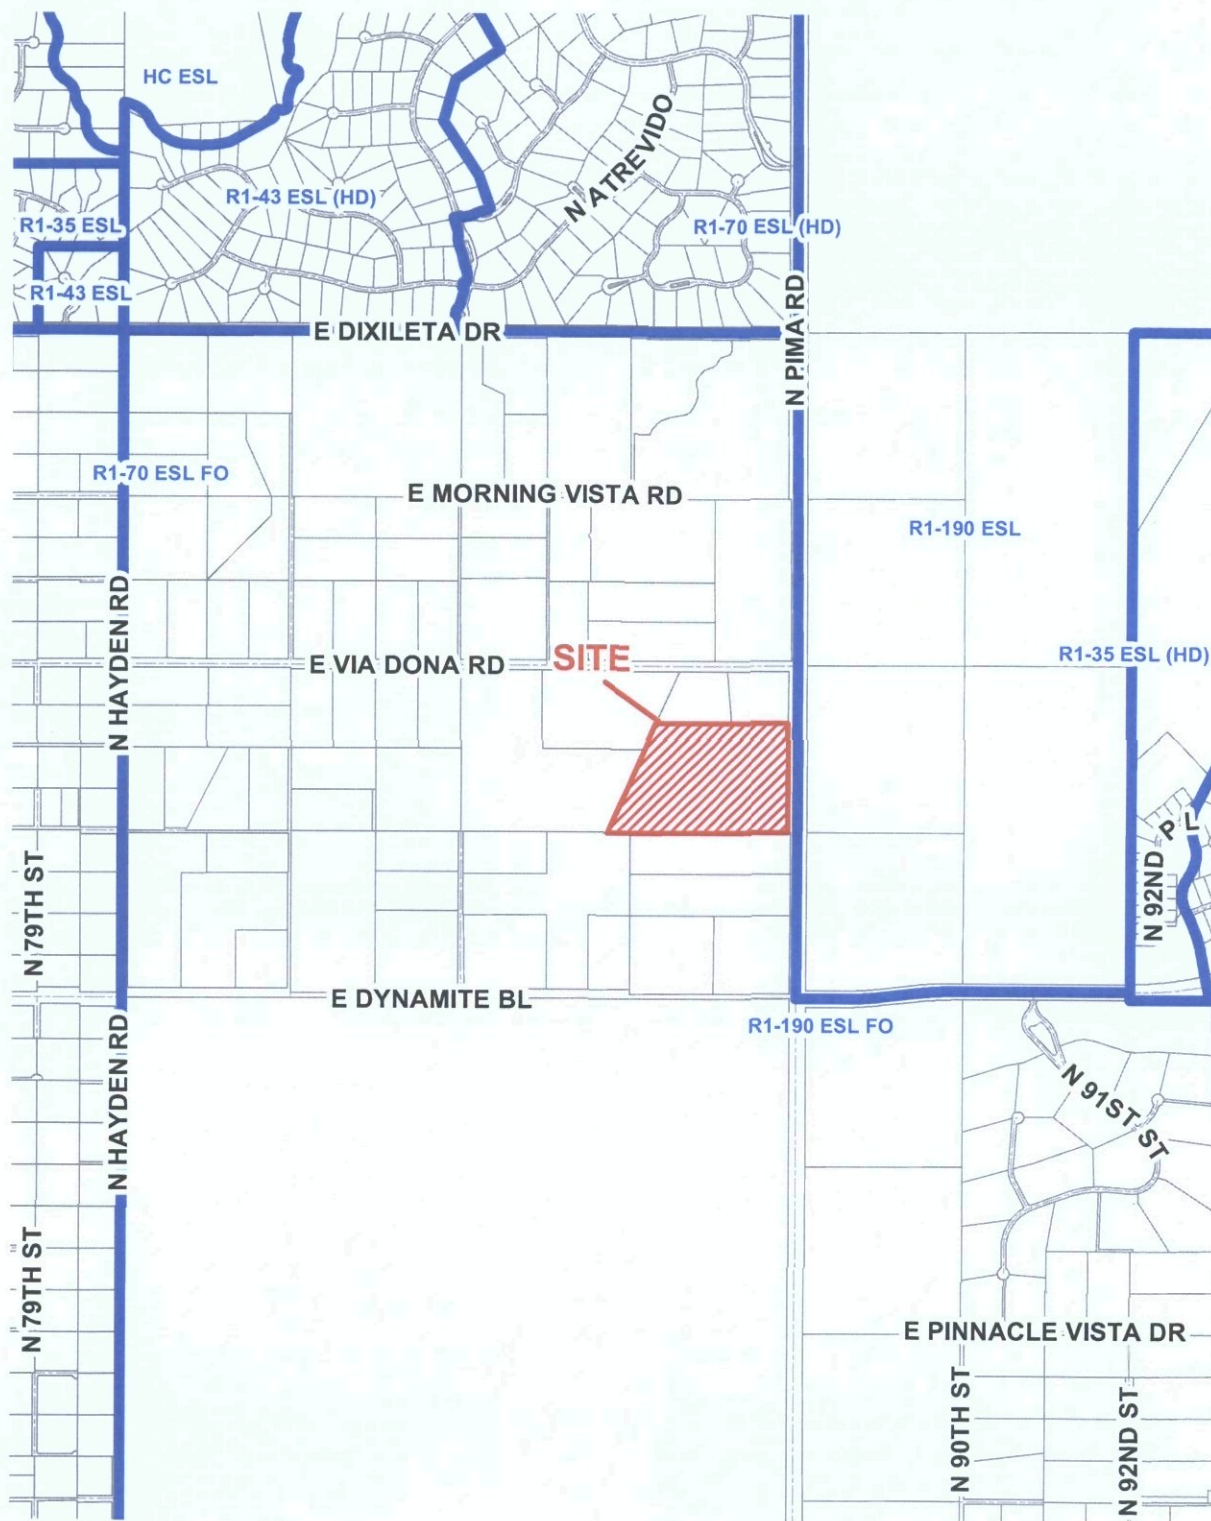 HC ESL
R1-43 ESL (HD)
N ATREVIDO
R1-35 ESL
R1-70 ESL (HD)
R1-43 ESL
E DIXILETA DR
N PIMA RD
R1-70 ESL FO
E MORNING VISTA RD
R1-190 ESL
N HAYDEN RD
E VIA DONA RD
SITE
R1-35 ESL (HD)
N 79TH ST
N 92ND PL
E DYNAMITE BL
R1-190 ESL FO
N HAYDEN RD
N 91ST ST
N 79TH ST
E PINNACLE VISTA DR
N 90TH ST
N 92ND ST